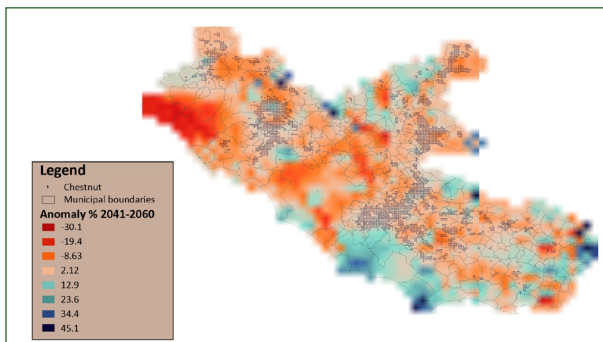 Legend
Chestnut
Municipal boundaries
Anomaly % 2041-2060
-30.1
-19.4
-8.63
2.12
12.9
23.6
34.4
45.1